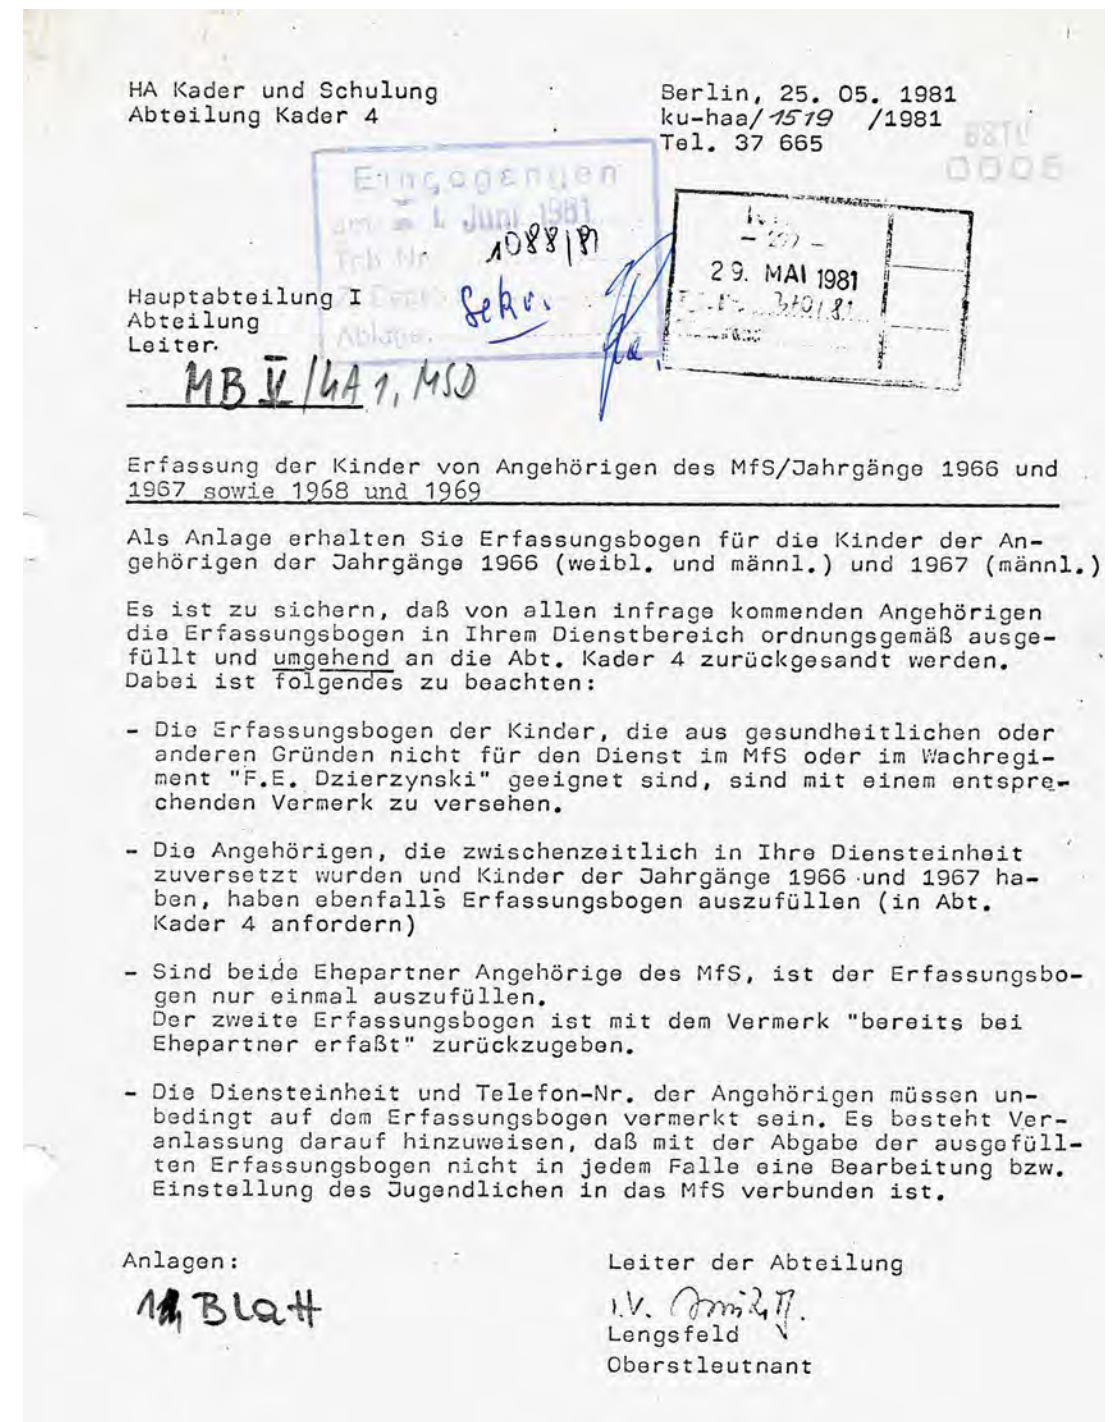 HA Kader und Schulung
Abteilung Kader 4
Berlin, 25. 05. 1981
ku-haa/1519 /1981
Tel. 37 665
BSTU
0005
Eingegangen
am 1. Juni 1981
Tgb Nr. 1088/81
Sekr.
Ablage
29. MAI 1981
370/81
Hauptabteilung I
Abteilung
Leiter
MB V/UA 1, MSD
Erfassung der Kinder von Angehörigen des MfS/Jahrgänge 1966 und
1967 sowie 1968 und 1969
Als Anlage erhalten Sie Erfassungsbogen für die Kinder der An-
gehörigen der Jahrgänge 1966 (weibl. und männl.) und 1967 (männl.)
Es ist zu sichern, daß von allen infrage kommenden Angehörigen
die Erfassungsbogen in Ihrem Dienstbereich ordnungsgemäß ausge-
füllt und umgehend an die Abt. Kader 4 zurückgesandt werden.
Dabei ist folgendes zu beachten:
- Die Erfassungsbogen der Kinder, die aus gesundheitlichen oder
anderen Gründen nicht für den Dienst im MfS oder im Wachregi-
ment "F.E. Dzierzynski" geeignet sind, sind mit einem entspre-
chenden Vermerk zu versehen.
- Die Angehörigen, die zwischenzeitlich in Ihre Diensteinheit
zuversetzt wurden und Kinder der Jahrgänge 1966 und 1967 ha-
ben, haben ebenfalls Erfassungsbogen auszufüllen (in Abt.
Kader 4 anfordern)
- Sind beide Ehepartner Angehörige des MfS, ist der Erfassungsbo-
gen nur einmal auszufüllen.
Der zweite Erfassungsbogen ist mit dem Vermerk "bereits bei
Ehepartner erfaßt" zurückzugeben.
- Die Diensteinheit und Telefon-Nr. der Angehörigen müssen un-
bedingt auf dem Erfassungsbogen vermerkt sein. Es besteht Ver-
anlassung darauf hinzuweisen, daß mit der Abgabe der ausgefüll-
ten Erfassungsbogen nicht in jedem Falle eine Bearbeitung bzw.
Einstellung des Jugendlichen in das MfS verbunden ist.
Anlagen:
Blatt
Leiter der Abteilung
i.V.
Lengsfeld
Oberstleutnant